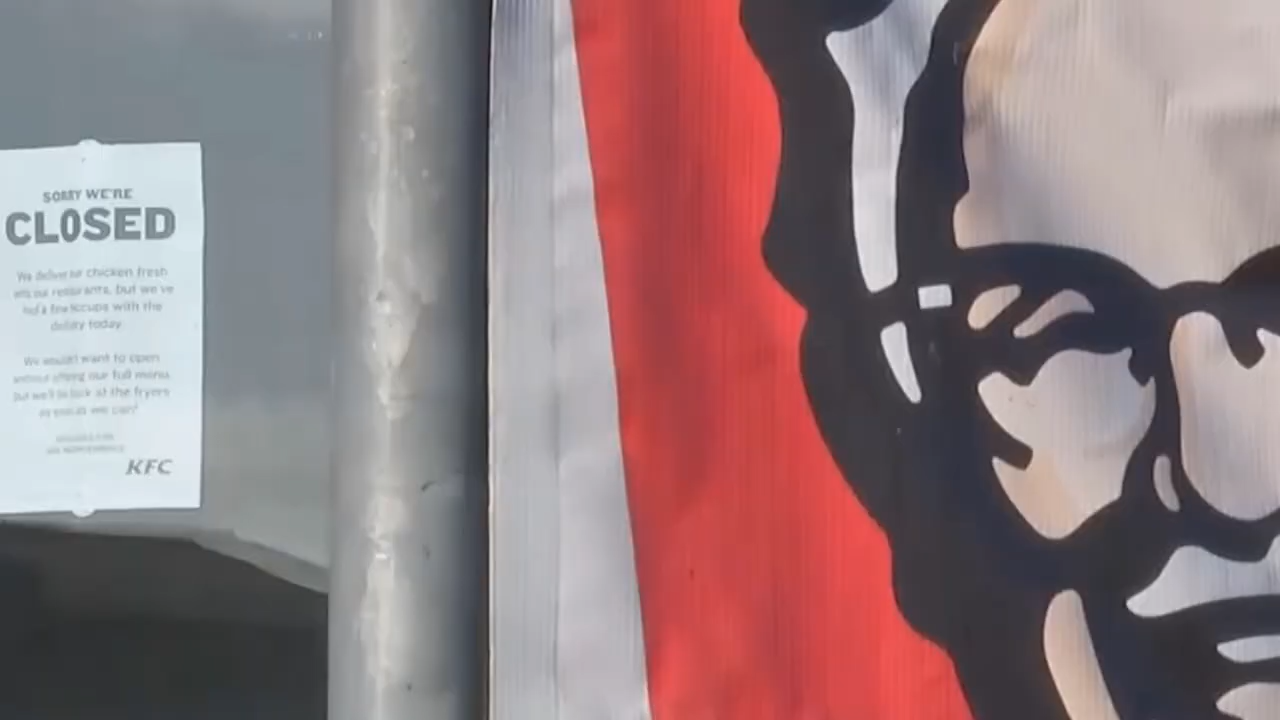 SORRY WE'RE
CLOSED
We deliver our chicken fresh
into our restaurants, but we've
had a few hiccups with the
delivery today.
We wouldn't want to open
without offering our full menu,
but we'll be back at the fryers
as soon as we can!
KFC